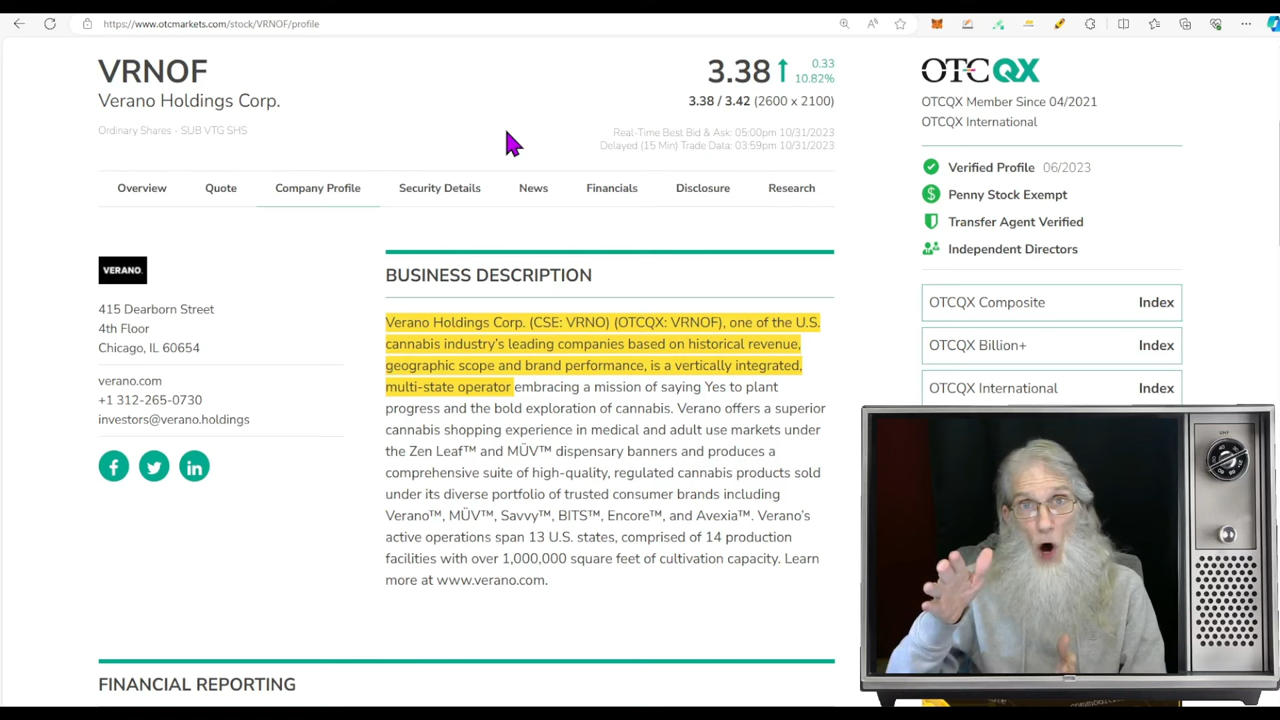 https://www.otcmarkets.com/stock/VRNOF/profile
VRNOF
Verano Holdings Corp.
Ordinary Shares - SUB VTG SHS
3.38
0.33
10.82%
3.38 / 3.42 (2600 x 2100)
Real-Time Best Bid & Ask: 05:00pm 10/31/2023
Delayed (15 Min) Trade Data: 03:59pm 10/31/2023
Overview
Quote
Company Profile
Security Details
News
Financials
Disclosure
Research
VERANO.
415 Dearborn Street
4th Floor
Chicago, IL 60654
verano.com
+1 312-265-0730
investors@verano.holdings
BUSINESS DESCRIPTION
Verano Holdings Corp. (CSE: VRNO) (OTCQX: VRNOF), one of the U.S.
cannabis industry's leading companies based on historical revenue,
geographic scope and brand performance, is a vertically integrated,
multi-state operator embracing a mission of saying Yes to plant
progress and the bold exploration of cannabis. Verano offers a superior
cannabis shopping experience in medical and adult use markets under
the Zen Leaf™ and MÜV™ dispensary banners and produces a
comprehensive suite of high-quality, regulated cannabis products sold
under its diverse portfolio of trusted consumer brands including
Verano™, MÜV™, Savvy™, BITS™, Encore™, and Avexia™. Verano's
active operations span 13 U.S. states, comprised of 14 production
facilities with over 1,000,000 square feet of cultivation capacity. Learn
more at www.verano.com.
FINANCIAL REPORTING
OTCQX
OTCQX Member Since 04/2021
OTCQX International
Verified Profile 06/2023
Penny Stock Exempt
Transfer Agent Verified
Independent Directors
OTCQX Composite Index
OTCQX Billion+ Index
OTCQX International Index
UHF